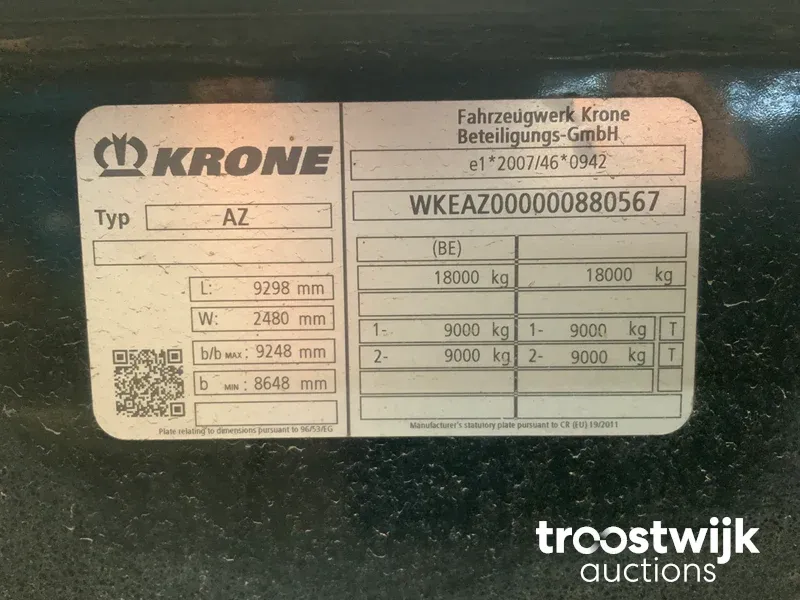 KRONE
Typ AZ
L: 9298 mm
W: 2480 mm
b/b MAX: 9248 mm
b MIN: 8648 mm
Plate relating to dimensions pursuant to 96/53/EG
Fahrzeugwerk Krone
Beteiligungs-GmbH
e1*2007/46*0942
WKEAZ000000880567
(BE)
18000 kg 18000 kg
1- 9000 kg 1- 9000 kg T
2- 9000 kg 2- 9000 kg T
Manufacturer's statutory plate pursuant to CR (EU) 19/2011
troostwijk
auctions